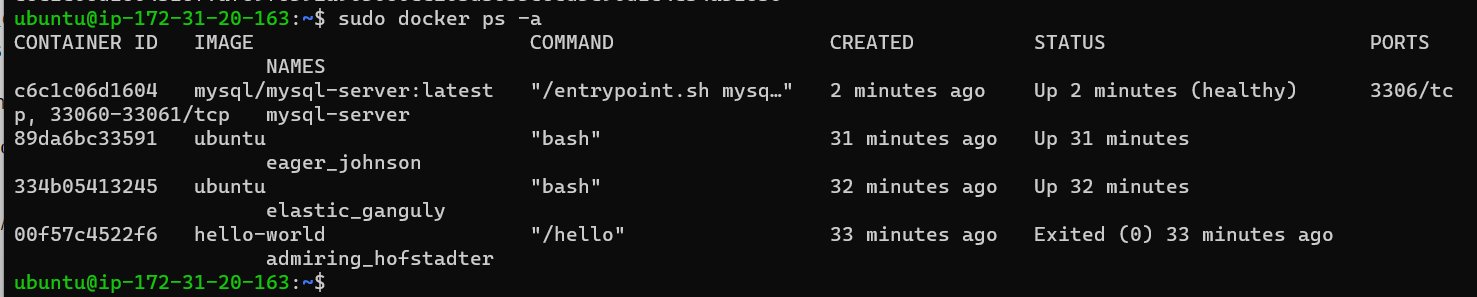 ubuntu@ip-172-31-20-163:~$ sudo docker ps -a
CONTAINER ID   IMAGE                       COMMAND                  CREATED          STATUS                      PORTS
                     NAMES
c6c1c06d1604   mysql/mysql-server:latest   "/entrypoint.sh mysq…"   2 minutes ago    Up 2 minutes (healthy)      3306/tc
p, 33060-33061/tcp   mysql-server
89da6bc33591   ubuntu                      "bash"                   31 minutes ago   Up 31 minutes
                     eager_johnson
334b05413245   ubuntu                      "bash"                   32 minutes ago   Up 32 minutes
                     elastic_ganguly
00f57c4522f6   hello-world                 "/hello"                 33 minutes ago   Exited (0) 33 minutes ago
                     admiring_hofstadter
ubuntu@ip-172-31-20-163:~$